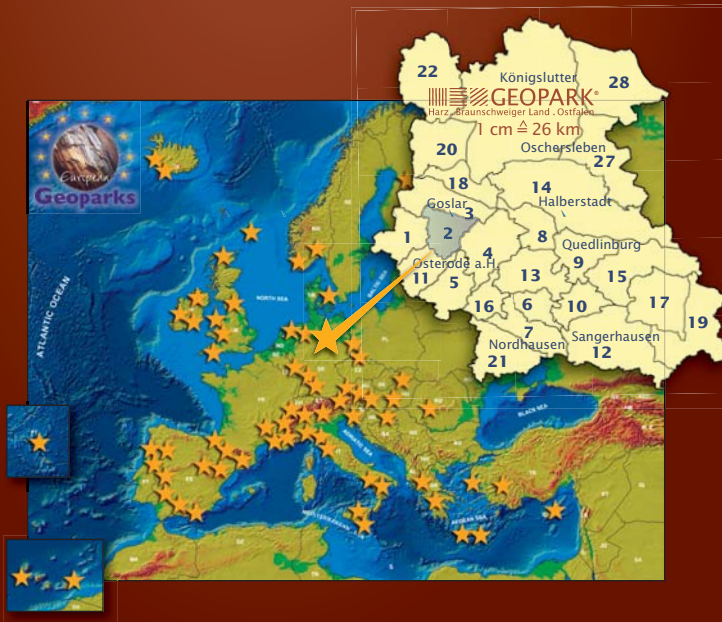 22
Königslutter
28
GEOPARK®
Harz . Braunschweiger Land . Ostfalen
1 cm ≙ 26 km
20
Oschersleben
27
18
14
Goslar
3
Halberstadt
1
2
8
Quedlinburg
4
9
Osterode a.H.
11
5
13
15
16
6
10
17
19
7
Nordhausen
Sangerhausen
12
21
European
Geoparks
ATLANTIC OCEAN
NORTH SEA
BALTIC SEA
BLACK SEA
ADRIATIC SEA
MEDITERRANEAN
AEGEAN SEA